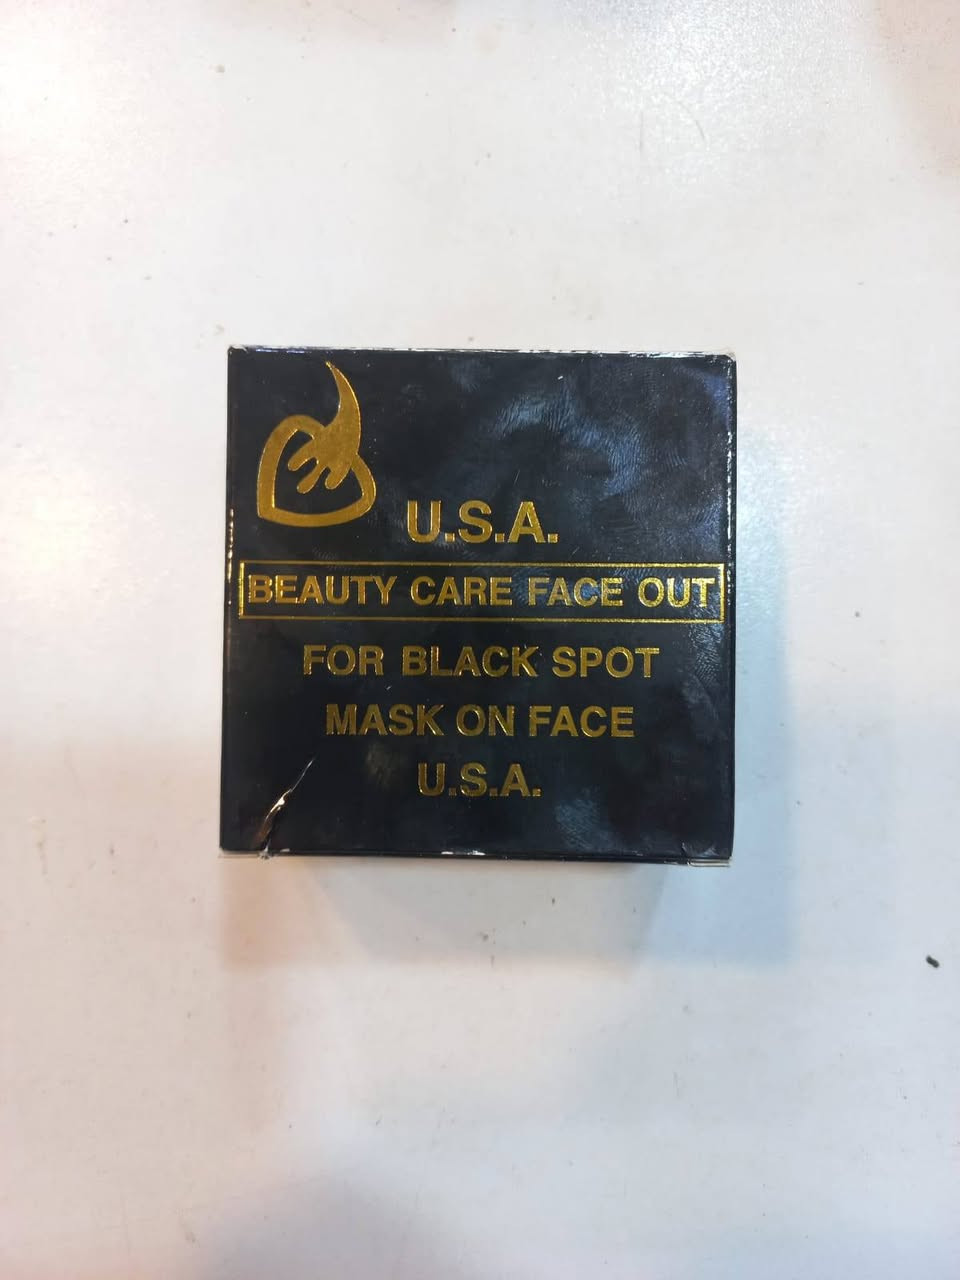 U.S.A.
BEAUTY CARE FACE OUT
FOR BLACK SPOT
MASK ON FACE
U.S.A.